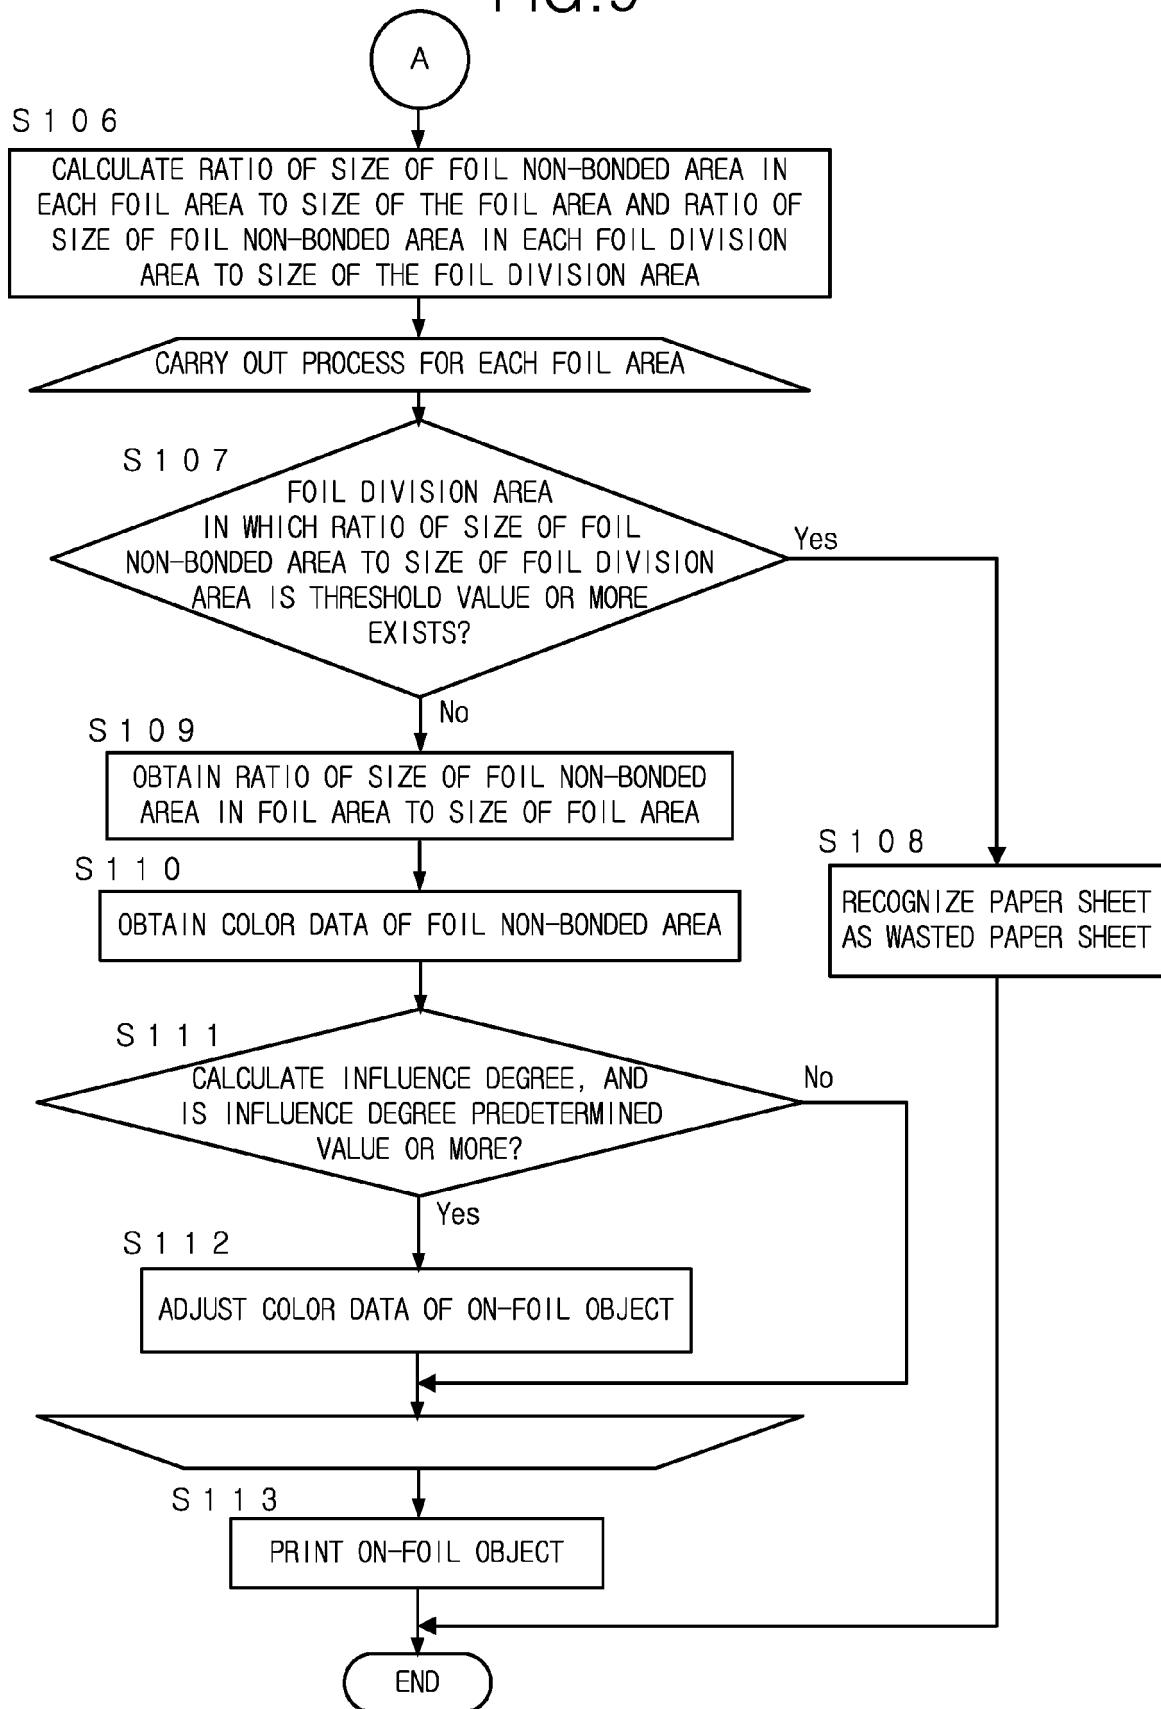 FIG.9
A
S106
CALCULATE RATIO OF SIZE OF FOIL NON-BONDED AREA IN
EACH FOIL AREA TO SIZE OF THE FOIL AREA AND RATIO OF
SIZE OF FOIL NON-BONDED AREA IN EACH FOIL DIVISION
AREA TO SIZE OF THE FOIL DIVISION AREA
CARRY OUT PROCESS FOR EACH FOIL AREA
S107
FOIL DIVISION AREA
IN WHICH RATIO OF SIZE OF FOIL
NON-BONDED AREA TO SIZE OF FOIL DIVISION
AREA IS THRESHOLD VALUE OR MORE
EXISTS?
Yes
No
S109
OBTAIN RATIO OF SIZE OF FOIL NON-BONDED
AREA IN FOIL AREA TO SIZE OF FOIL AREA
S108
RECOGNIZE PAPER SHEET
AS WASTED PAPER SHEET
S110
OBTAIN COLOR DATA OF FOIL NON-BONDED AREA
S111
CALCULATE INFLUENCE DEGREE, AND
IS INFLUENCE DEGREE PREDETERMINED
VALUE OR MORE?
No
Yes
S112
ADJUST COLOR DATA OF ON-FOIL OBJECT
S113
PRINT ON-FOIL OBJECT
END